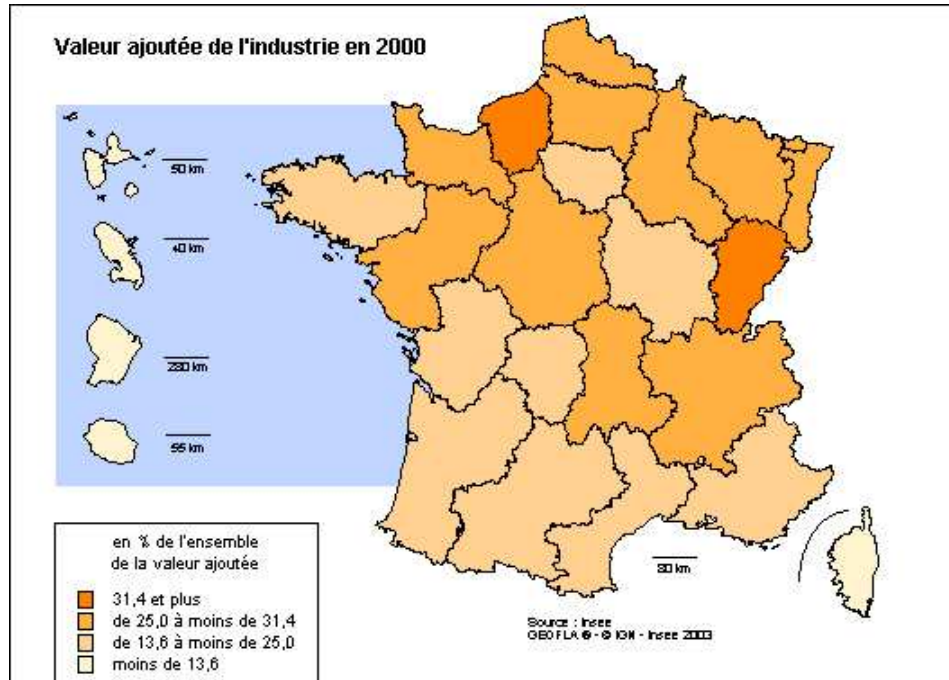 Valeur ajoutée de l'industrie en 2000
50 km
40 km
280 km
55 km
80 km
en % de l'ensemble
de la valeur ajoutée
31,4 et plus
de 25,0 à moins de 31,4
de 13,6 à moins de 25,0
moins de 13,6
Source : Insee
GEOFLA ® - © IGN - Insee 2003